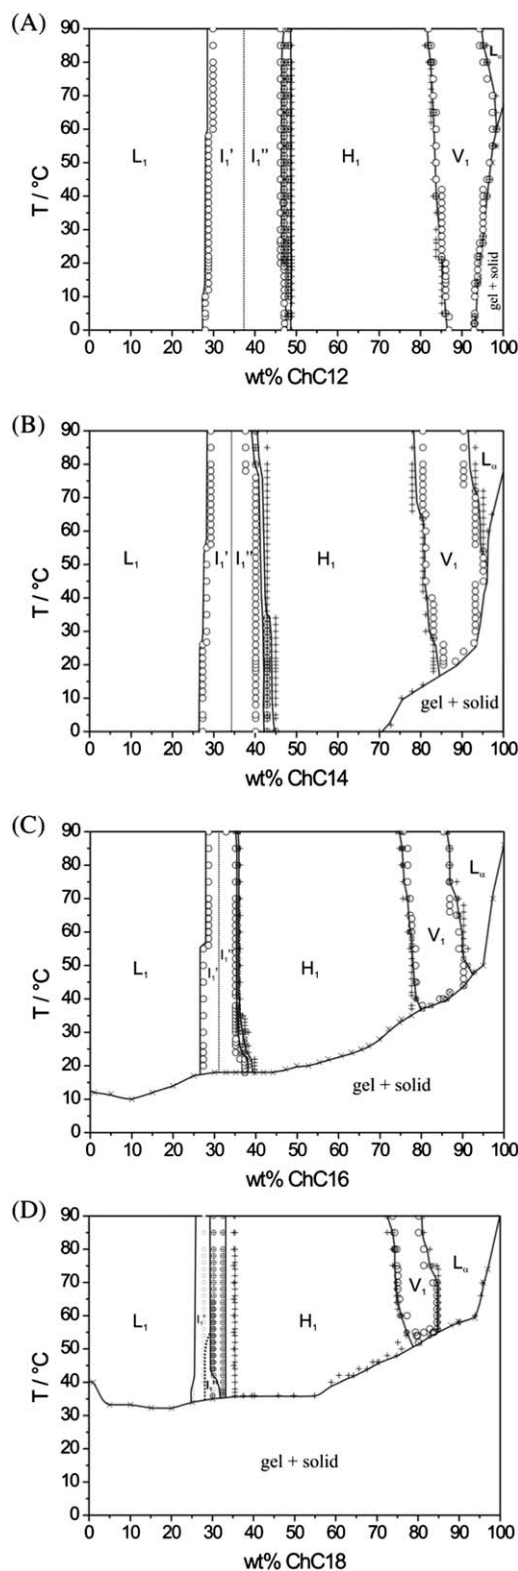 (A)
90
80
70
60
50
40
30
20
10
0
T / °C
L₁
I₁'
I₁''
H₁
V₁
Lα
gel + solid
0 10 20 30 40 50 60 70 80 90 100
wt% ChC12
(B)
90
80
70
60
50
40
30
20
10
0
T / °C
L₁
I₁'
I₁''
H₁
V₁
Lα
gel + solid
0 10 20 30 40 50 60 70 80 90 100
wt% ChC14
(C)
90
80
70
60
50
40
30
20
10
0
T / °C
L₁
I₁'
I₁''
H₁
V₁
Lα
gel + solid
0 10 20 30 40 50 60 70 80 90 100
wt% ChC16
(D)
90
80
70
60
50
40
30
20
10
0
T / °C
L₁
I₁'
I₁''
H₁
V₁
Lα
gel + solid
0 10 20 30 40 50 60 70 80 90 100
wt% ChC18